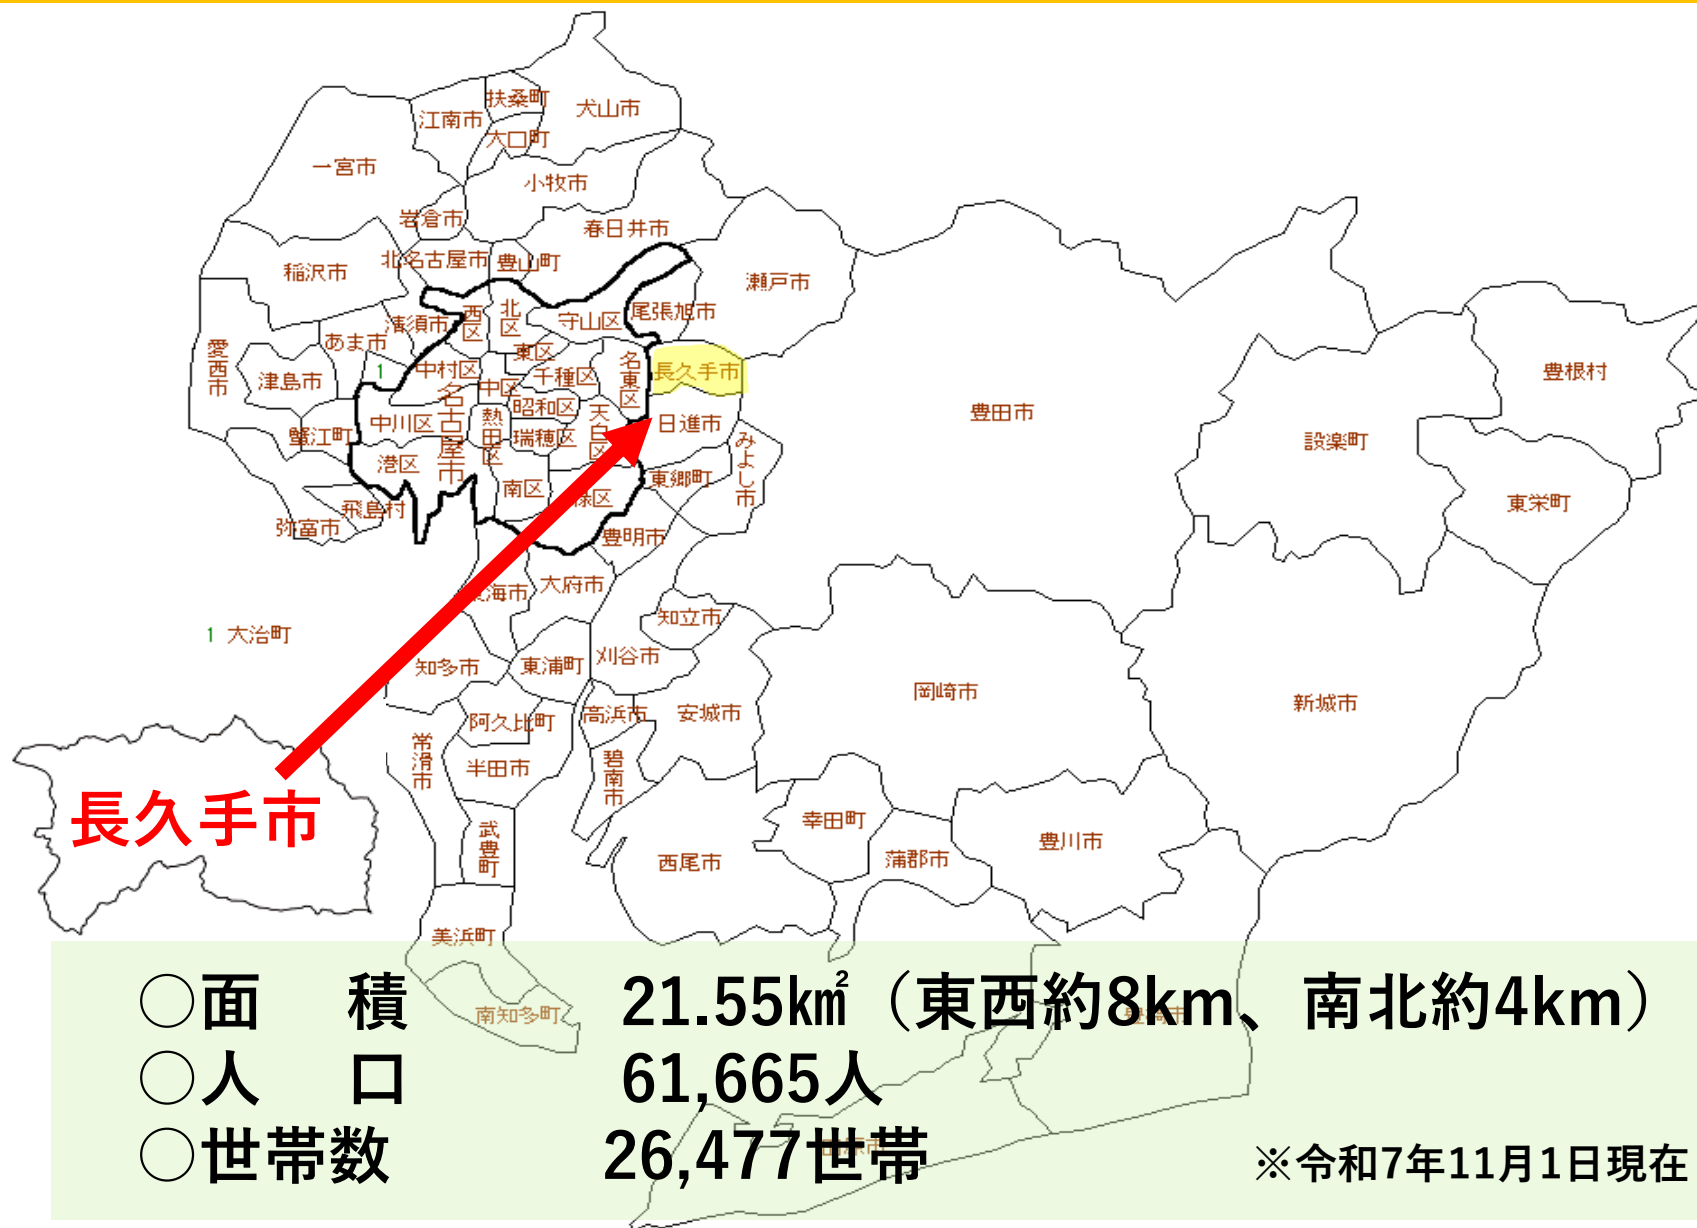 扶桑町
犬山市
江南市
大口町
一宮市
小牧市
岩倉市
春日井市
北名古屋市
豊山町
稲沢市
瀬戸市
尾張旭市
清須市
西区
北区
守山区
あま市
東区
名東区
愛西市
津島市
1
中村区
中区
千種区
長久手市
豊根村
名古屋市
昭和区
天白区
豊田市
中川区
熱田区
瑞穂区
日進市
蟹江町
みよし市
設楽町
港区
東郷町
南区
緑区
飛島村
弥富市
東栄町
豊明市
大府市
東海市
知立市
1 大治町
知多市
東浦町
刈谷市
岡崎市
新城市
阿久比町
高浜市
安城市
常滑市
半田市
碧南市
長久手市
武豊町
幸田町
豊川市
西尾市
蒲郡市
美浜町
南知多町
豊橋市
田原市
○面　積　21.55㎢（東西約8km、南北約4km）
○人　口　61,665人
○世帯数　26,477世帯
※令和7年11月1日現在